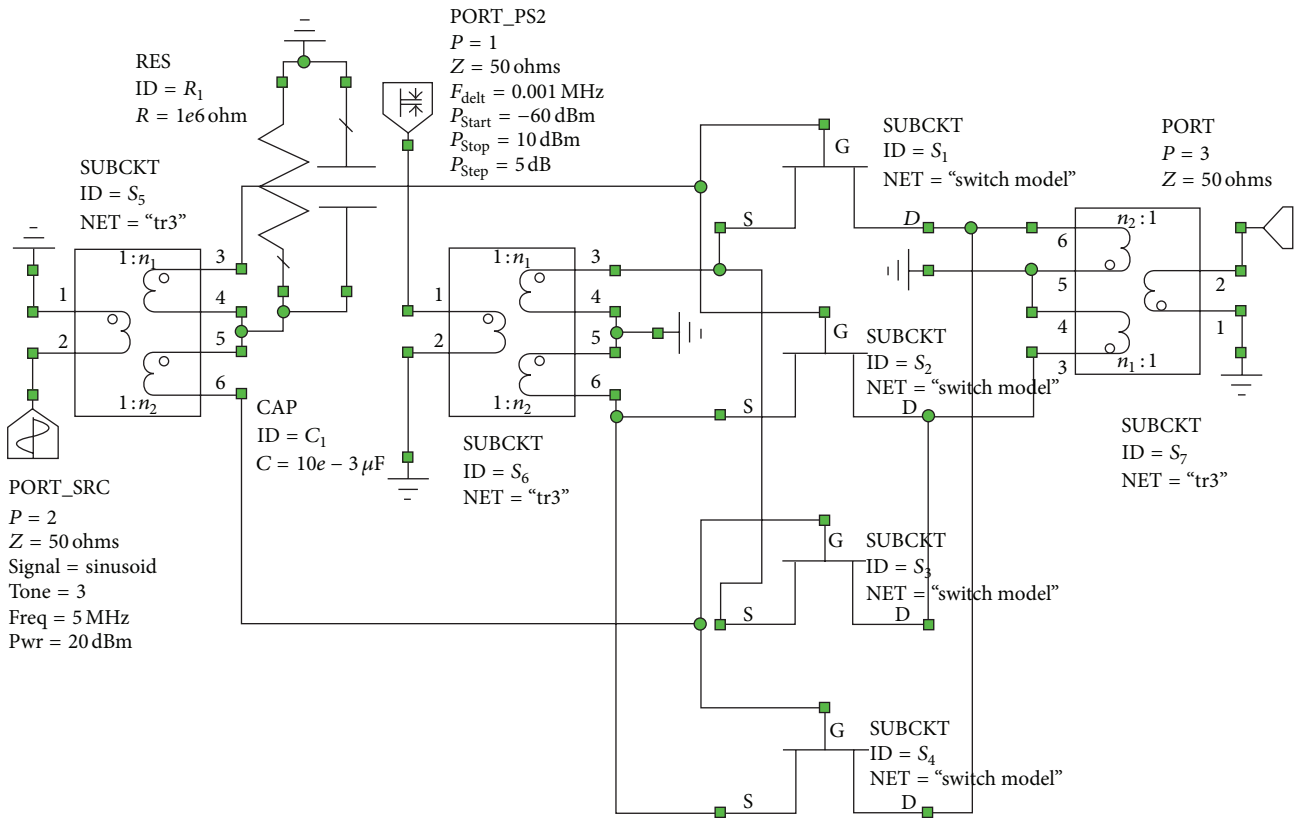 PORT_PS2
P = 1
Z = 50 ohms
F_delt = 0.001 MHz
P_Start = −60 dBm
P_Stop = 10 dBm
P_Step = 5 dB
RES
ID = R_1
R = 1e6 ohm
SUBCKT
ID = S_5
NET = “tr3”
1
2
1 : n_1
1 : n_2
3
4
5
6
CAP
ID = C_1
C = 10e − 3 μF
PORT_SRC
P = 2
Z = 50 ohms
Signal = sinusoid
Tone = 3
Freq = 5 MHz
Pwr = 20 dBm
1
2
1 : n_1
1 : n_2
3
4
5
6
SUBCKT
ID = S_6
NET = “tr3”
G
S
D
SUBCKT
ID = S_1
NET = “switch model”
G
S
D
SUBCKT
ID = S_2
NET = “switch model”
G
S
D
SUBCKT
ID = S_3
NET = “switch model”
G
S
D
SUBCKT
ID = S_4
NET = “switch model”
PORT
P = 3
Z = 50 ohms
n_2 : 1
6
5
4
3
n_1 : 1
2
1
SUBCKT
ID = S_7
NET = “tr3”